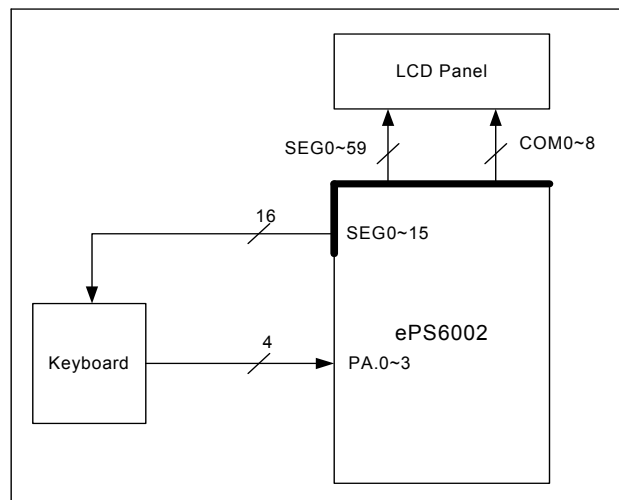 LCD Panel
SEG0~59
COM0~8
16
SEG0~15
ePS6002
4
Keyboard
PA.0~3